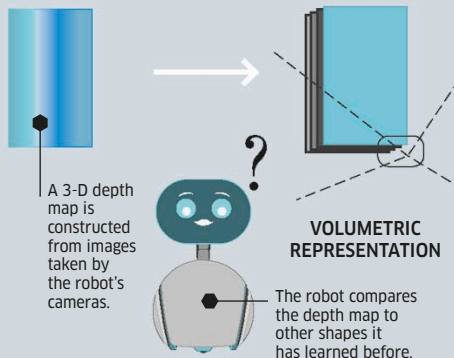 A 3-D depth
map is
constructed
from images
taken by
the robot's
cameras.
?
VOLUMETRIC
REPRESENTATION
The robot compares
the depth map to
other shapes it
has learned before.